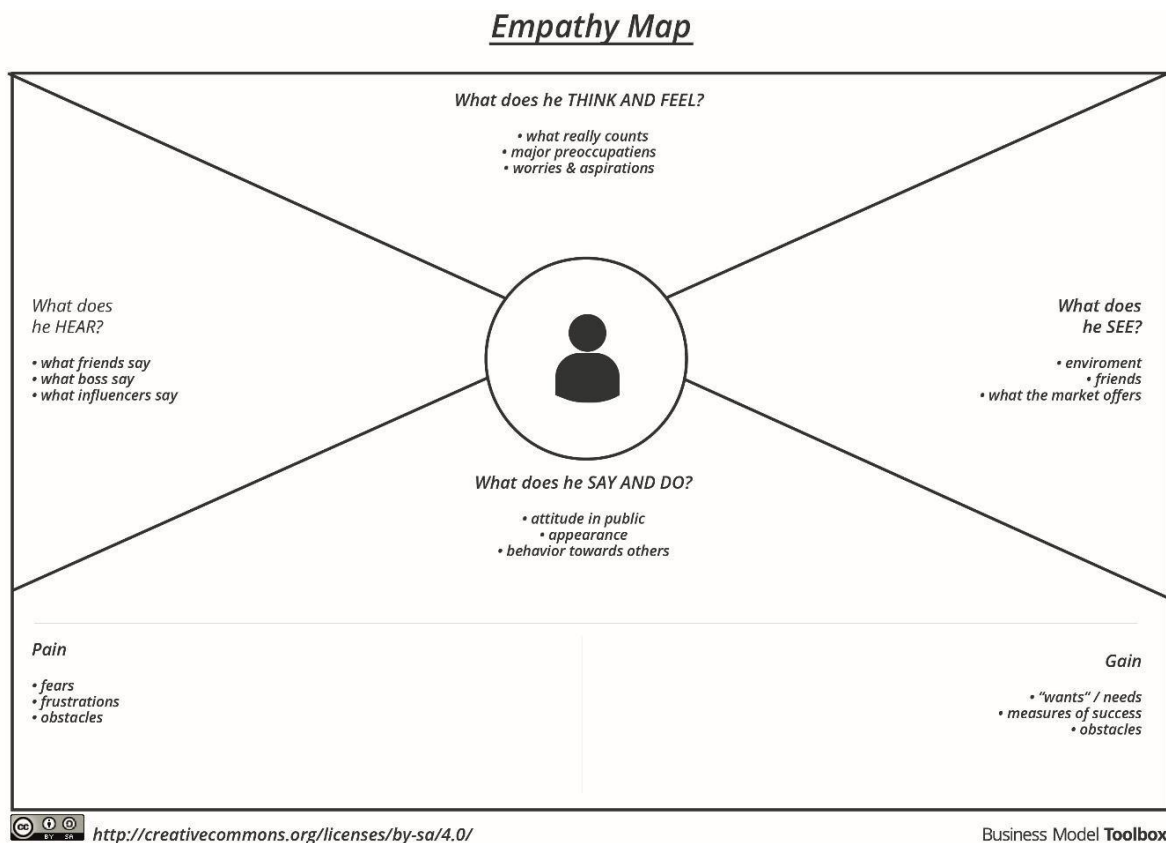 Empathy Map
What does he THINK AND FEEL?
• what really counts
• major preoccupatiens
• worries & aspirations
What does
he HEAR?
• what friends say
• what boss say
• what influencers say
What does
he SEE?
• enviroment
• friends
• what the market offers
What does he SAY AND DO?
• attitude in public
• appearance
• behavior towards others
Pain
• fears
• frustrations
• obstacles
Gain
• “wants“ / needs
• measures of success
• obstacles
cc BY SA http://creativecommons.org/licenses/by-sa/4.0/
Business Model Toolbox